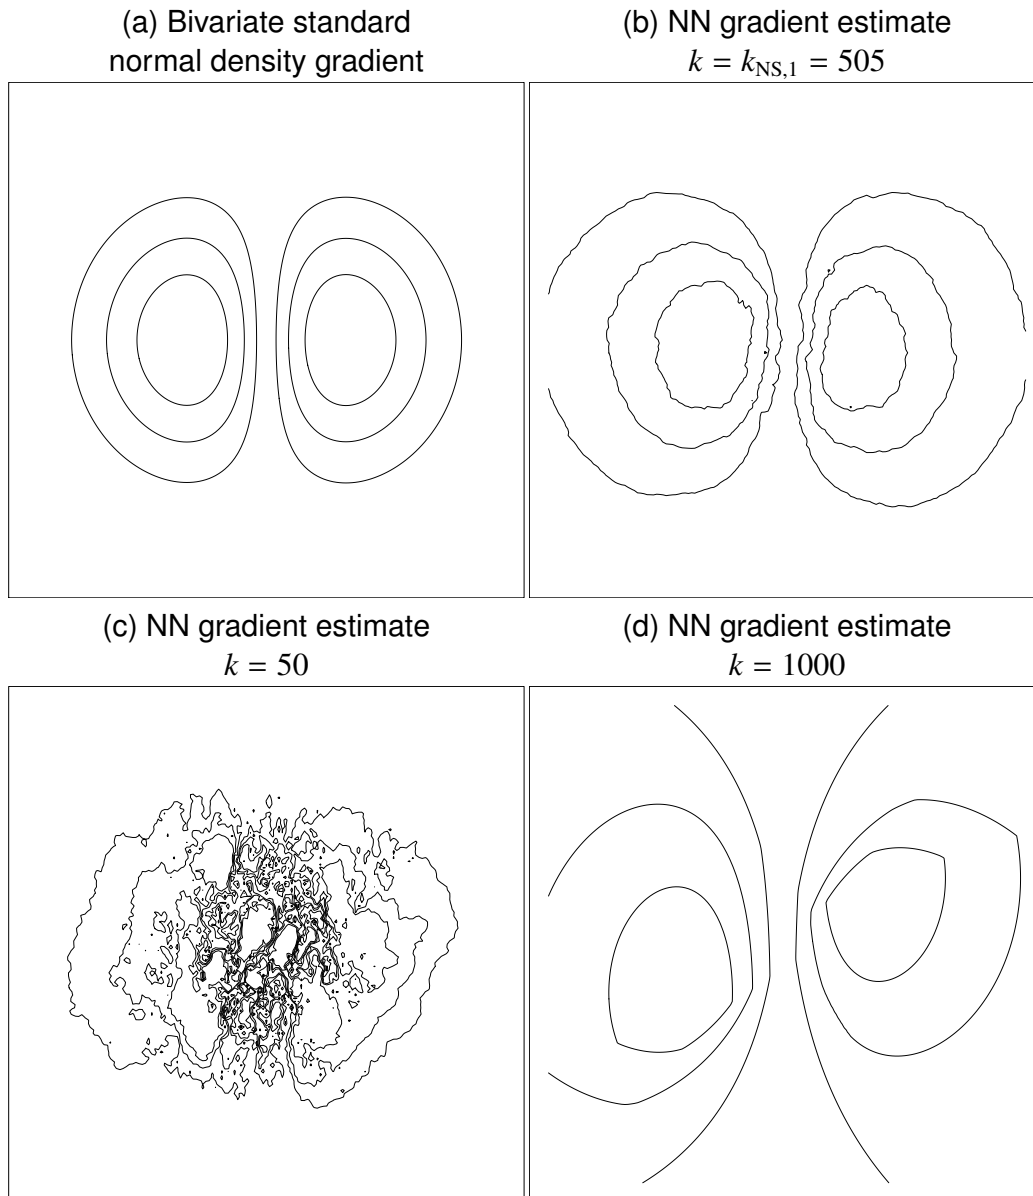 (a) Bivariate standard
normal density gradient
(b) NN gradient estimate
k = k_NS,1 = 505
(c) NN gradient estimate
k = 50
(d) NN gradient estimate
k = 1000